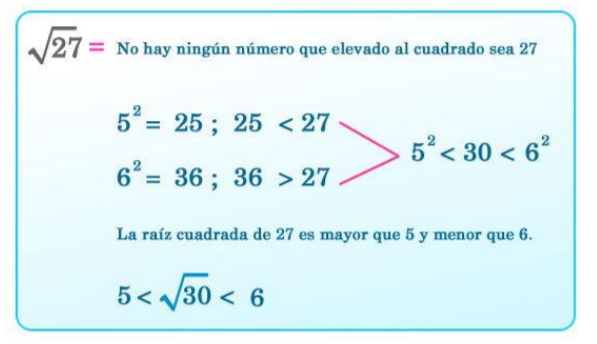 √27 = No hay ningún número que elevado al cuadrado sea 27
5² = 25 ; 25 < 27
5² < 30 < 6²
6² = 36 ; 36 > 27
La raíz cuadrada de 27 es mayor que 5 y menor que 6.
5 < √30 < 6